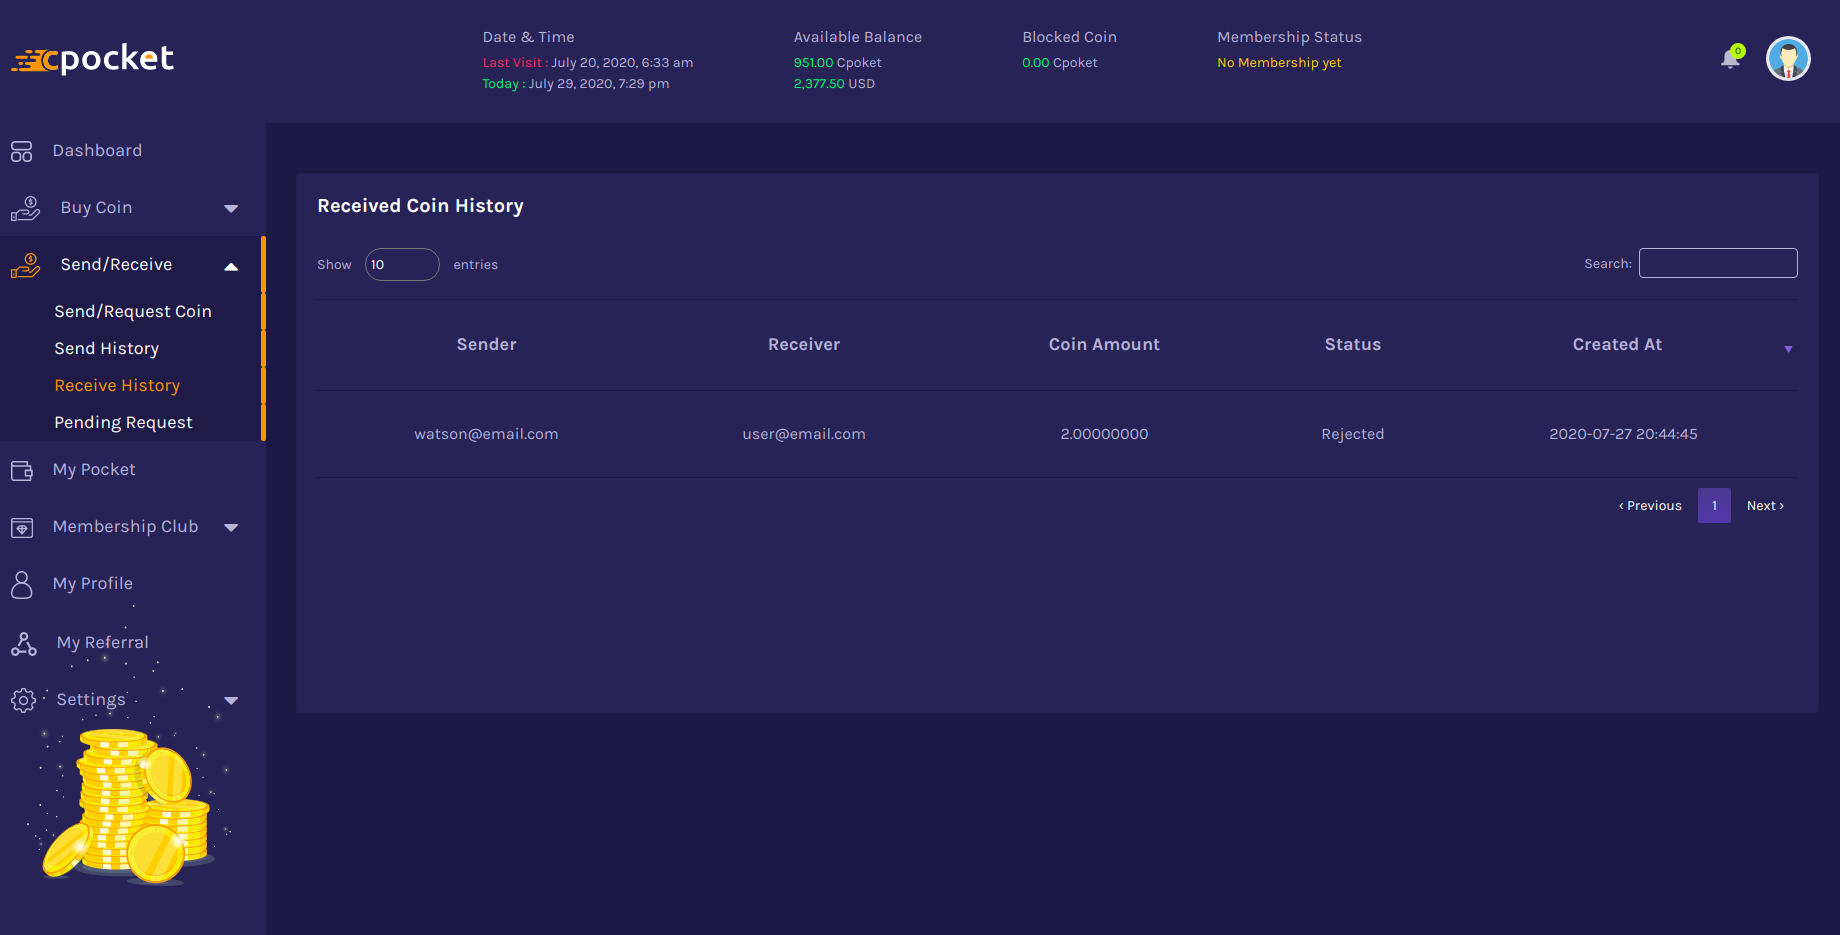 cpocket
Date & Time
Last Visit : July 20, 2020, 6:33 am
Today : July 29, 2020, 7:29 pm
Available Balance
951.00 Cpoket
2,377.50 USD
Blocked Coin
0.00 Cpoket
Membership Status
No Membership yet
0
Dashboard
Buy Coin
Send/Receive
Send/Request Coin
Send History
Receive History
Pending Request
My Pocket
Membership Club
My Profile
My Referral
Settings
Received Coin History
Show 10 entries
Search:
Sender Receiver Coin Amount Status Created At
watson@email.com user@email.com 2.00000000 Rejected 2020-07-27 20:44:45
‹ Previous 1 Next ›